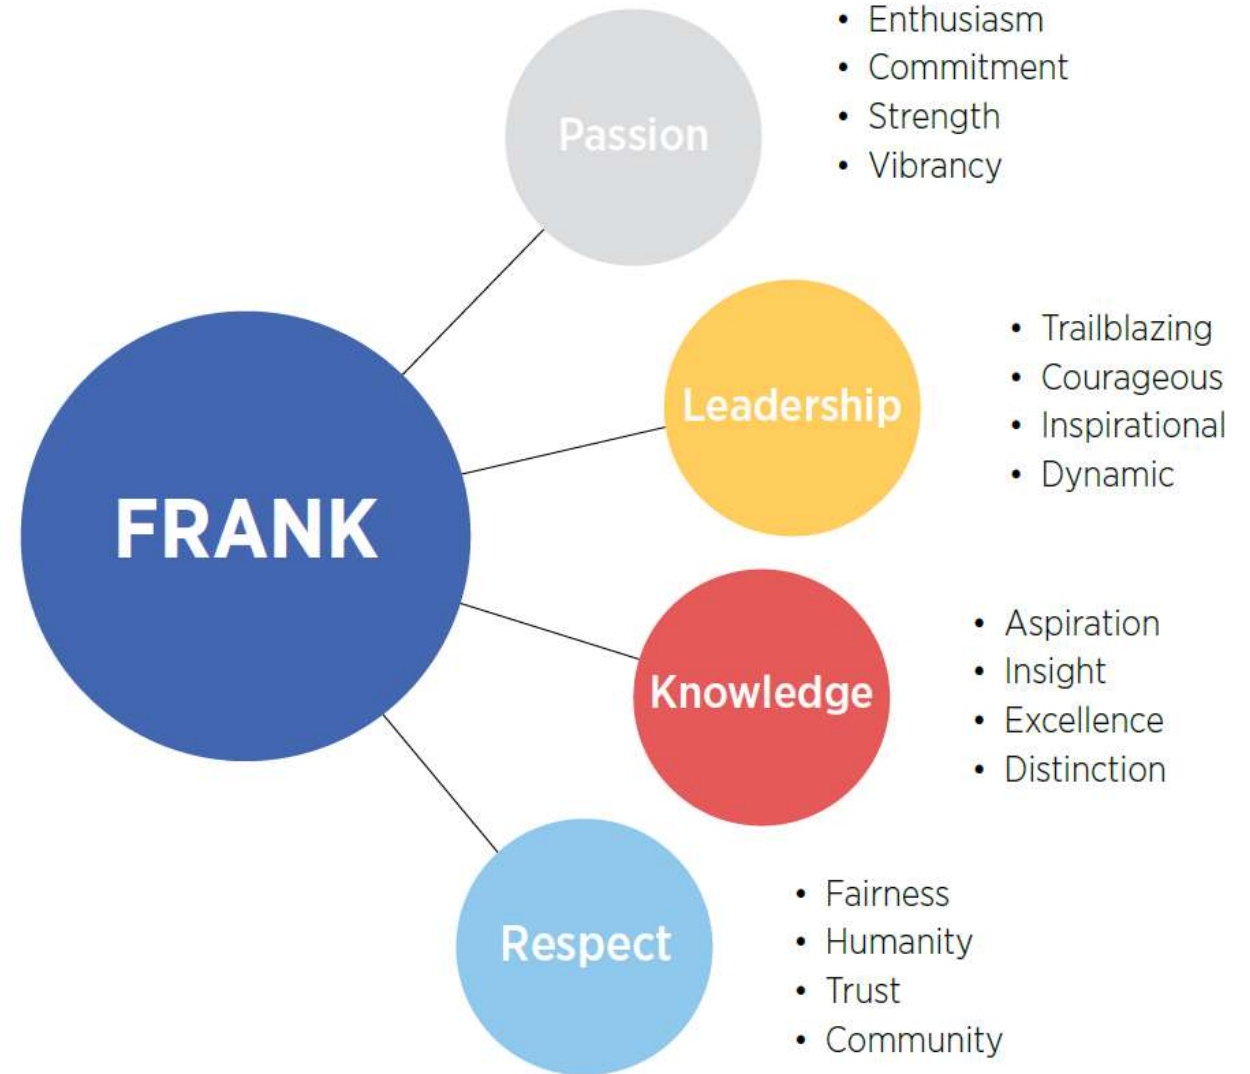 • Enthusiasm
• Commitment
• Strength
• Vibrancy
Passion
• Trailblazing
• Courageous
• Inspirational
• Dynamic
Leadership
FRANK
• Aspiration
• Insight
• Excellence
• Distinction
Knowledge
• Fairness
• Humanity
• Trust
• Community
Respect